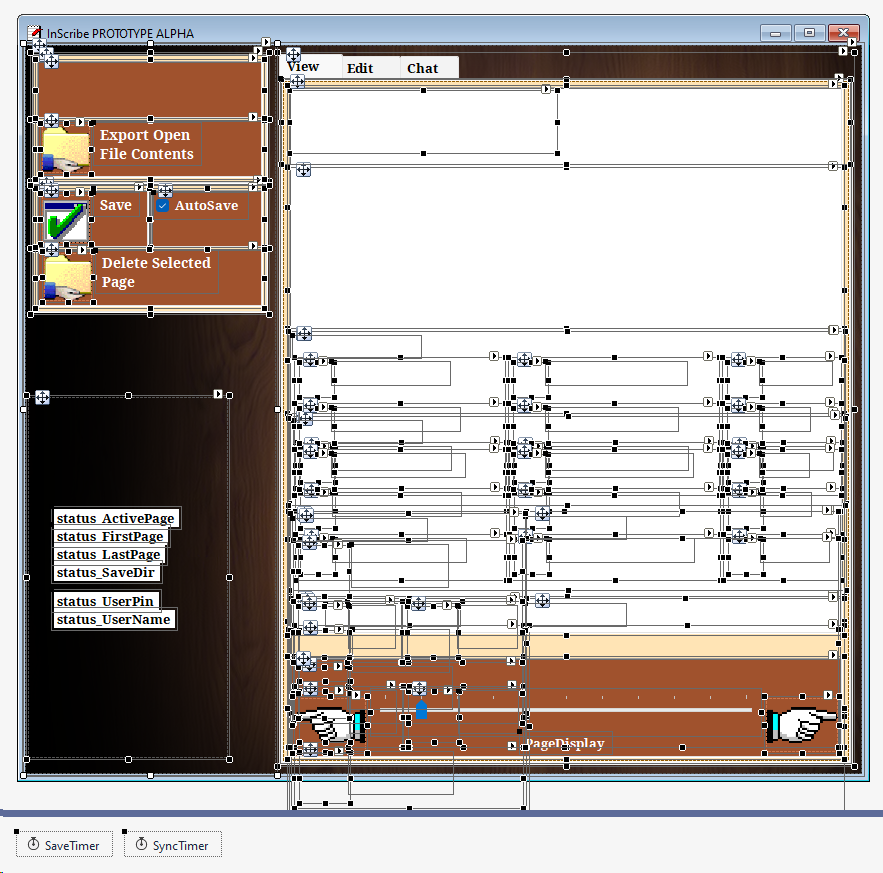 InScribe PROTOTYPE ALPHA
View Edit Chat
Export Open
File Contents
Save AutoSave
Delete Selected
Page
status_ActivePage
status_FirstPage
status_LastPage
status_SaveDir
status_UserPin
status_UserName
PageDisplay
SaveTimer SyncTimer